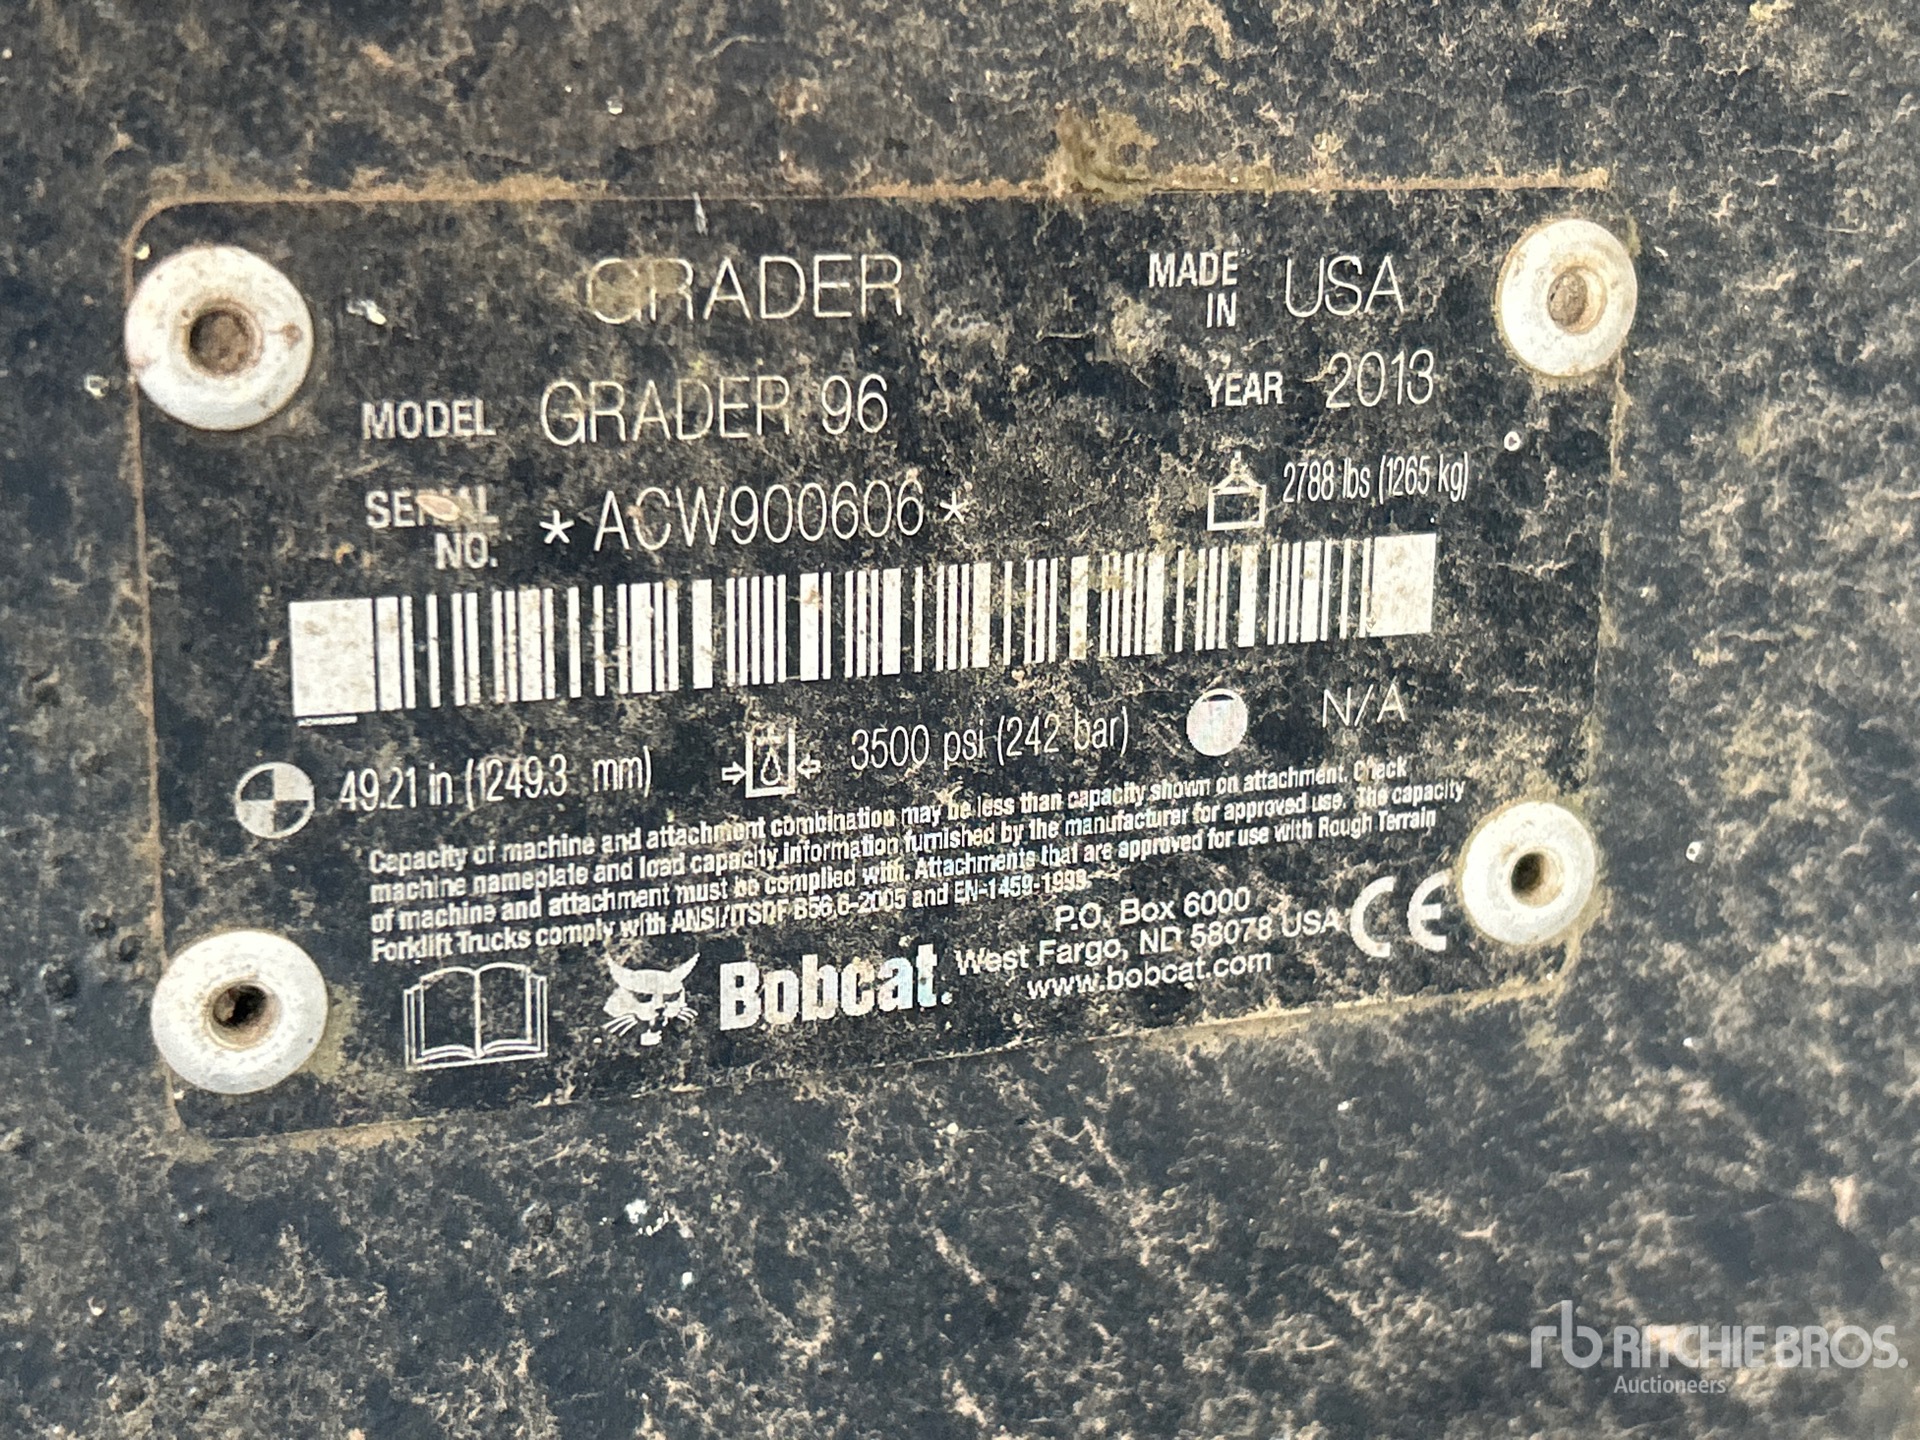 GRADER
MADE IN USA
MODEL GRADER 96
YEAR 2013
SERIAL NO. *ACW900606*
2788 lbs (1265 kg)
49.21 in (1249.3 mm)
3500 psi (242 bar)
N/A
Capacity of machine and attachment combination may be less than capacity shown on attachment. Check
machine nameplate and load capacity information furnished by the manufacturer for approved use. The capacity
of machine and attachment must be complied with. Attachments that are approved for use with Rough Terrain
Forklift Trucks comply with ANSI/ITSDF B56.6-2005 and EN-1459-1999.
Bobcat.
P.O. Box 6000
West Fargo, ND 58078 USA
www.bobcat.com
CE
rb RITCHIE BROS.
Auctioneers